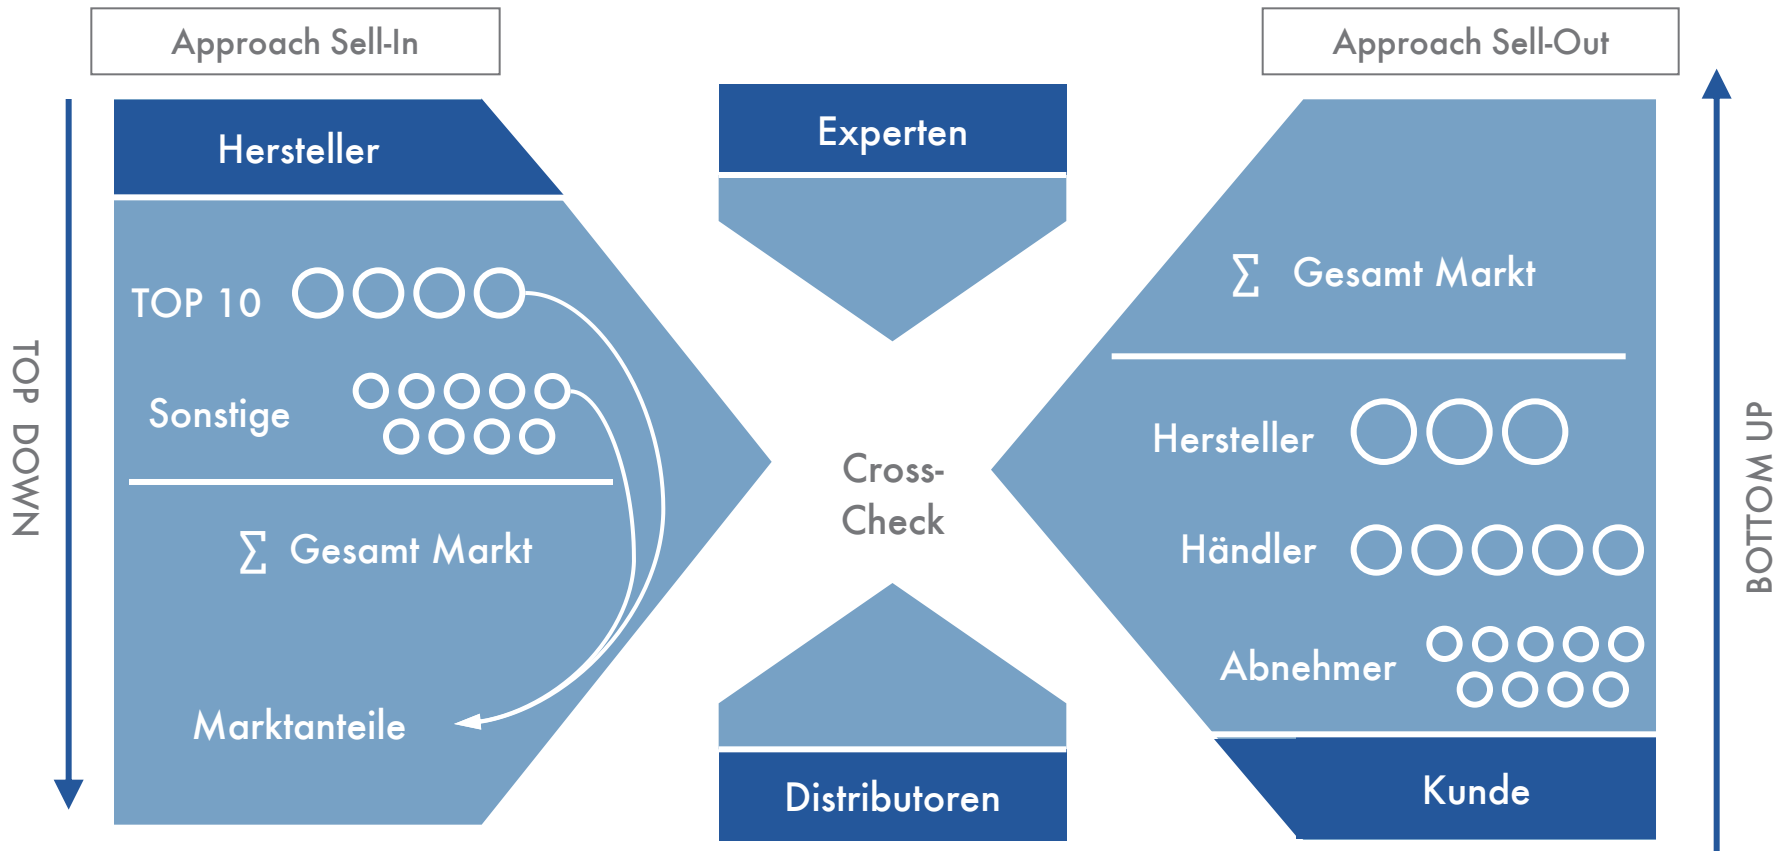 Approach Sell-In
Hersteller
TOP 10
Sonstige
∑ Gesamt Markt
Marktanteile
TOP DOWN
Experten
Cross-
Check
Distributoren
Approach Sell-Out
∑ Gesamt Markt
Hersteller
Händler
Abnehmer
Kunde
BOTTOM UP